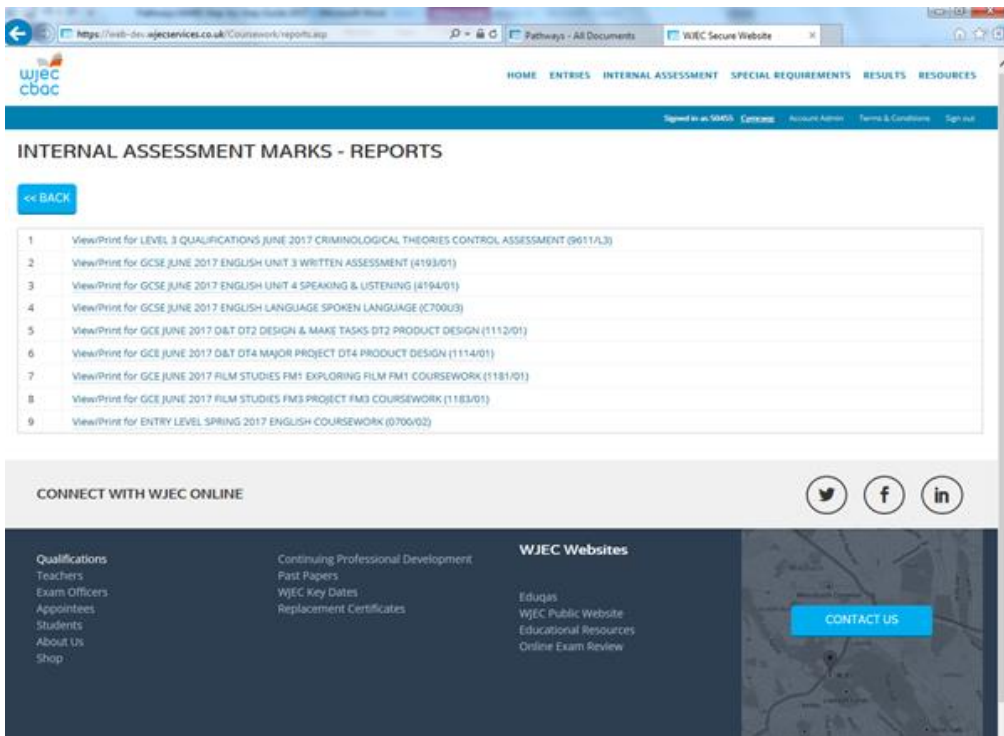 https://web-dev.wjecservices.co.uk/Coursework/reports.asp
Pathways - All Documents
WJEC Secure Website
wjec
cbac
HOME ENTRIES INTERNAL ASSESSMENT SPECIAL REQUIREMENTS RESULTS RESOURCES
Signed in as 50455 Account Admin Terms & Conditions Sign out
INTERNAL ASSESSMENT MARKS - REPORTS
<< BACK
1 View/Print for LEVEL 3 QUALIFICATIONS JUNE 2017 CRIMINOLOGICAL THEORIES CONTROL ASSESSMENT (9611/L3)
2 View/Print for GCSE JUNE 2017 ENGLISH UNIT 3 WRITTEN ASSESSMENT (4193/01)
3 View/Print for GCSE JUNE 2017 ENGLISH UNIT 4 SPEAKING & LISTENING (4194/01)
4 View/Print for GCSE JUNE 2017 ENGLISH LANGUAGE SPOKEN LANGUAGE (C700U3)
5 View/Print for GCE JUNE 2017 D&T DT2 DESIGN & MAKE TASKS DT2 PRODUCT DESIGN (1112/01)
6 View/Print for GCE JUNE 2017 D&T DT4 MAJOR PROJECT DT4 PRODUCT DESIGN (1114/01)
7 View/Print for GCE JUNE 2017 FILM STUDIES FM1 EXPLORING FILM FM1 COURSEWORK (1181/01)
8 View/Print for GCE JUNE 2017 FILM STUDIES FM3 PROJECT FM3 COURSEWORK (1183/01)
9 View/Print for ENTRY LEVEL SPRING 2017 ENGLISH COURSEWORK (0700/02)
CONNECT WITH WJEC ONLINE
Qualifications
Teachers
Exam Officers
Appointees
Students
About Us
Shop
Continuing Professional Development
Past Papers
WJEC Key Dates
Replacement Certificates
WJEC Websites
Eduqas
WJEC Public Website
Educational Resources
Online Exam Review
CONTACT US